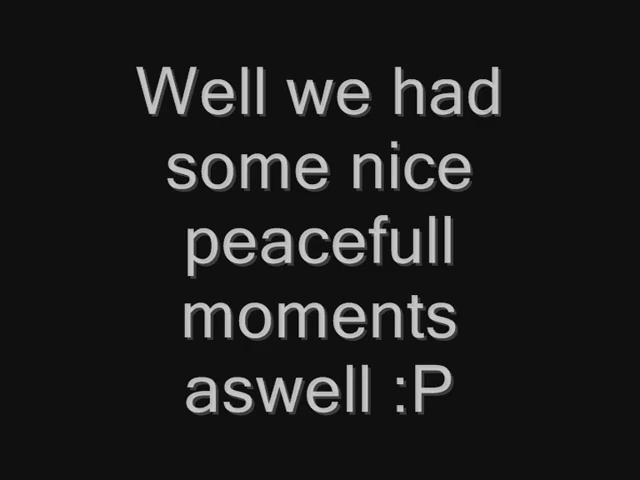 Well we had
some nice
peacefull
moments
aswell :P